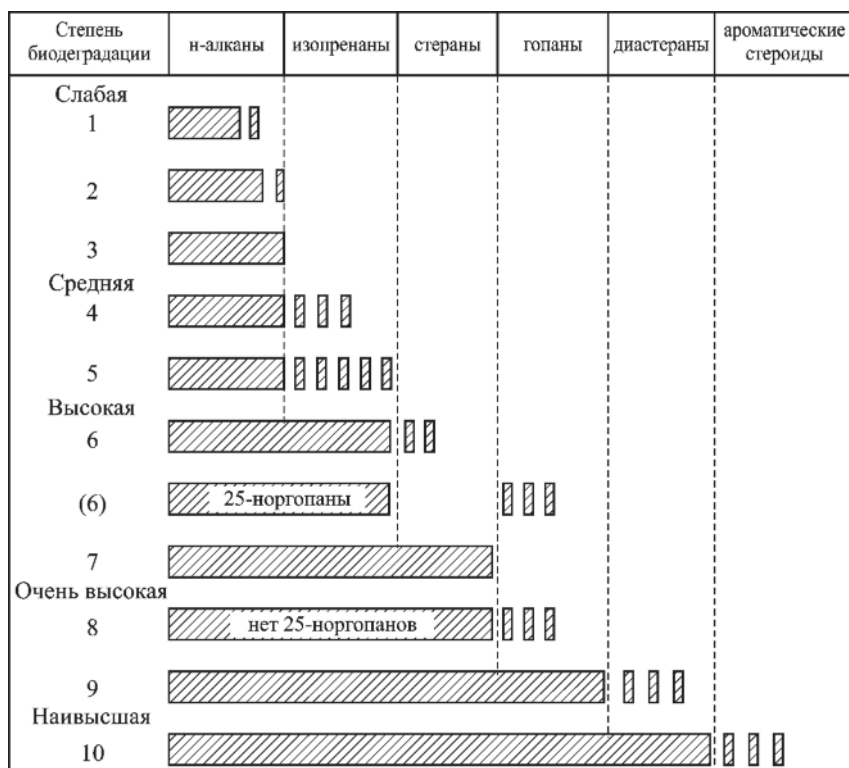 Степень
биодеградации
н-алканы
изопренаны
стераны
гопаны
диастераны
ароматические
стероиды
Слабая
1
2
3
Средняя
4
5
Высокая
6
(6)
25-норгопаны
7
Очень высокая
8
нет 25-норгопанов
9
Наивысшая
10